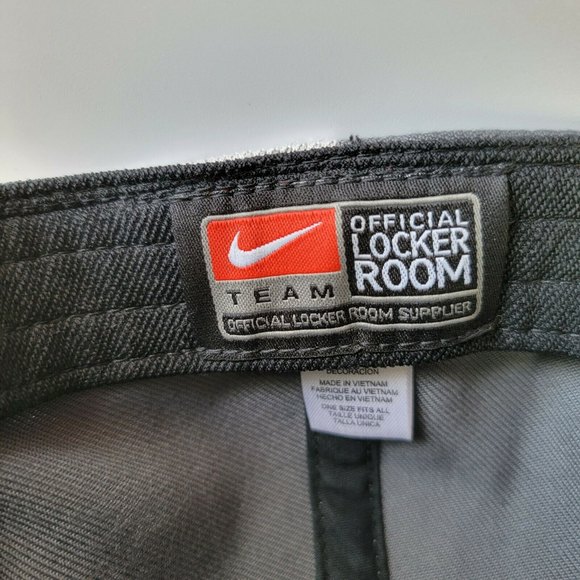 OFFICIAL
LOCKER
ROOM
TEAM
OFFICIAL LOCKER ROOM SUPPLIER
DECORACIÓN
MADE IN VIETNAM
FABRIQUÉ AU VIETNAM
HECHO EN VIETNAM
ONE SIZE FITS ALL
TAILLE UNIQUE
TALLA UNICA